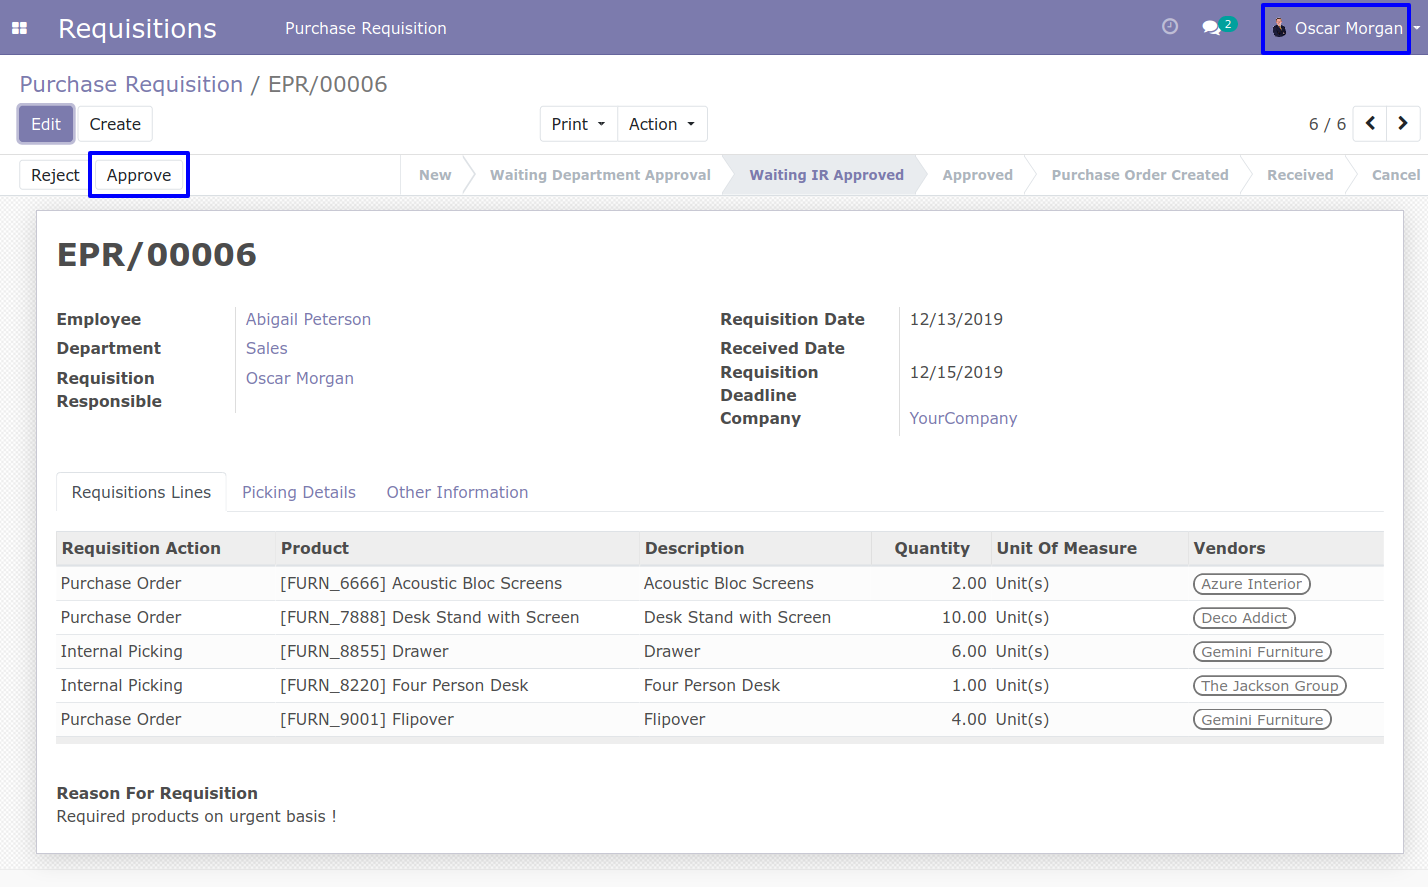 Requisitions Purchase Requisition 2 Oscar Morgan
Purchase Requisition / EPR/00006
Edit Create Print Action 6 / 6
Reject Approve New Waiting Department Approval Waiting IR Approved Approved Purchase Order Created Received Cancel
EPR/00006
Employee Abigail Peterson
Department Sales
Requisition Responsible Oscar Morgan
Requisition Date 12/13/2019
Received Date
Requisition Deadline 12/15/2019
Company YourCompany
Requisitions Lines Picking Details Other Information
Requisition Action Product Description Quantity Unit Of Measure Vendors
Purchase Order [FURN_6666] Acoustic Bloc Screens Acoustic Bloc Screens 2.00 Unit(s) Azure Interior
Purchase Order [FURN_7888] Desk Stand with Screen Desk Stand with Screen 10.00 Unit(s) Deco Addict
Internal Picking [FURN_8855] Drawer Drawer 6.00 Unit(s) Gemini Furniture
Internal Picking [FURN_8220] Four Person Desk Four Person Desk 1.00 Unit(s) The Jackson Group
Purchase Order [FURN_9001] Flipover Flipover 4.00 Unit(s) Gemini Furniture
Reason For Requisition
Required products on urgent basis !